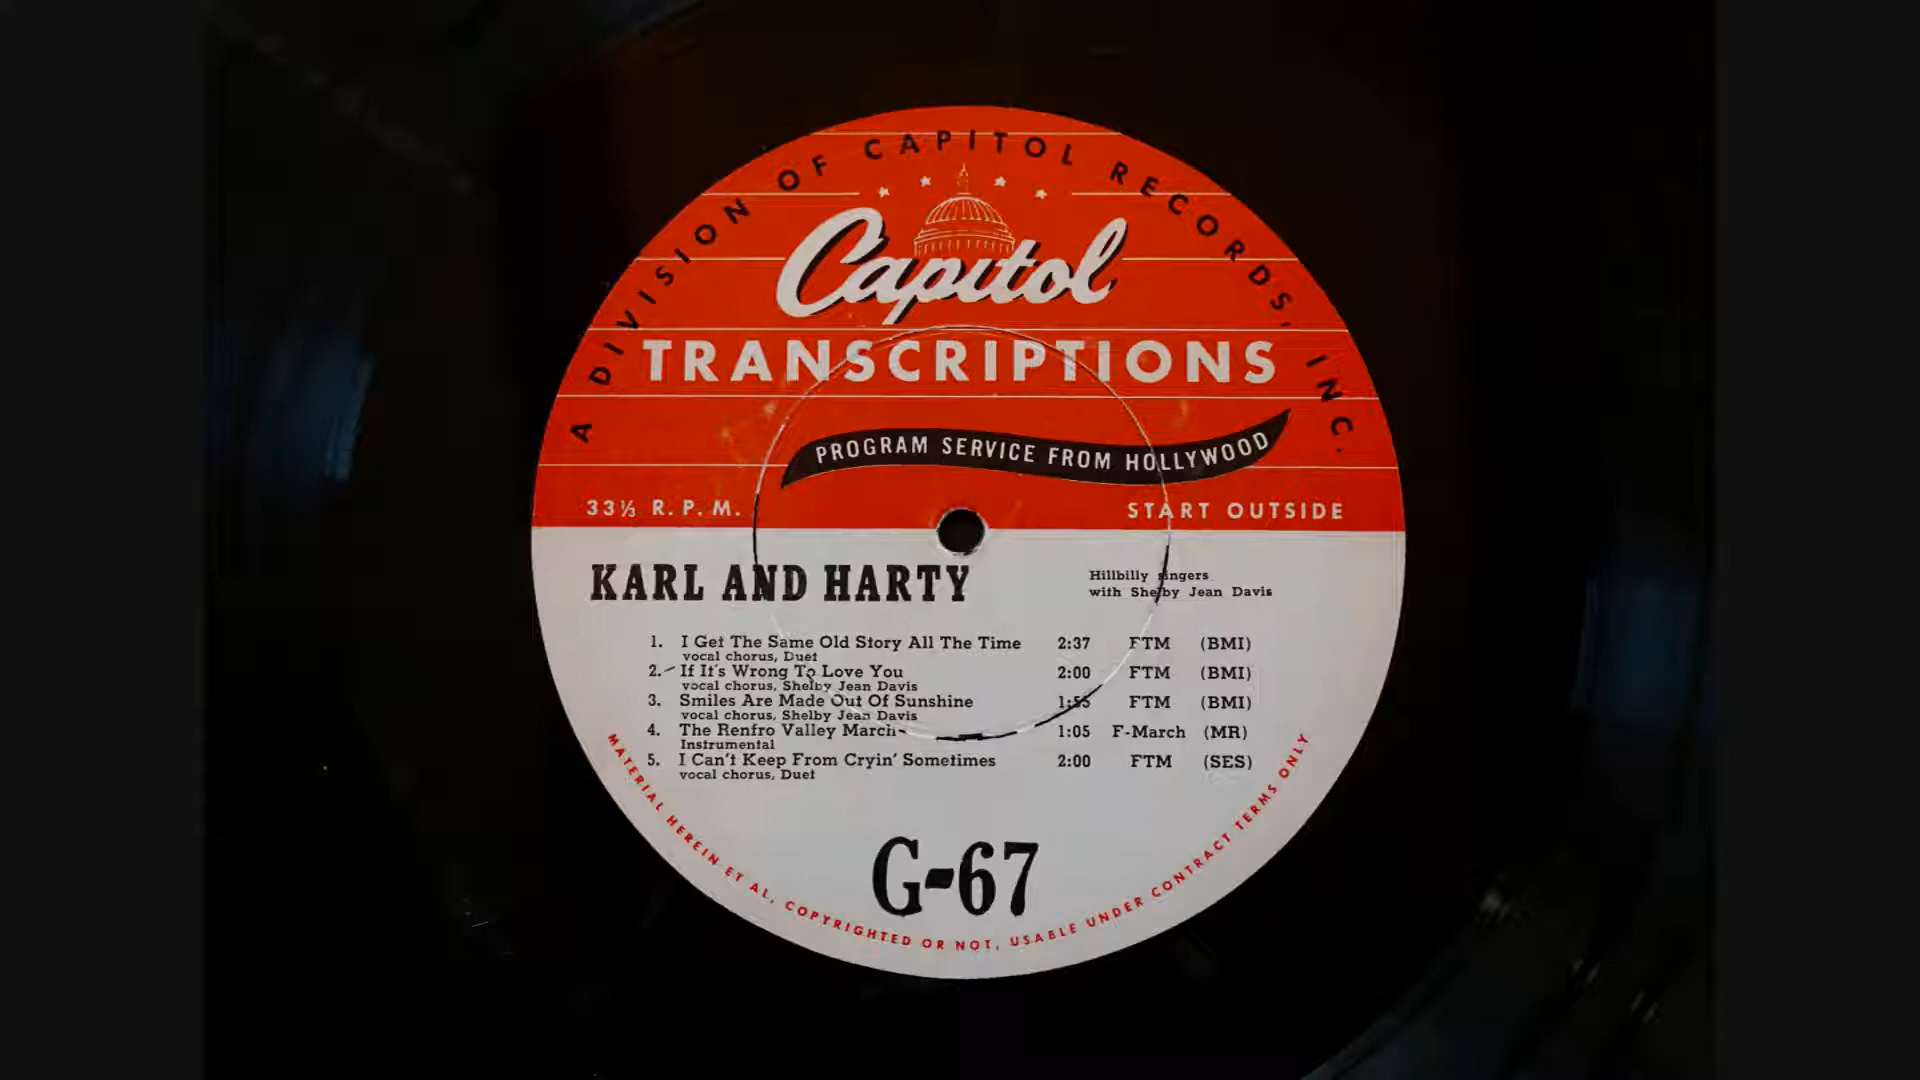 A DIVISION OF CAPITOL RECORDS, INC.
Capitol
TRANSCRIPTIONS
PROGRAM SERVICE FROM HOLLYWOOD
33⅓ R.P.M. START OUTSIDE
KARL AND HARTY
Hillbilly singers
with Shelby Jean Davis
1. I Get The Same Old Story All The Time 2:37 FTM (BMI)
vocal chorus, Duet
2. If It's Wrong To Love You 2:00 FTM (BMI)
vocal chorus, Shelby Jean Davis
3. Smiles Are Made Out Of Sunshine 1:55 FTM (BMI)
vocal chorus, Shelby Jean Davis
4. The Renfro Valley March 1:05 F-March (MR)
Instrumental
5. I Can't Keep From Cryin' Sometimes 2:00 FTM (SES)
vocal chorus, Duet
G-67
MATERIAL HEREIN ET AL, COPYRIGHTED OR NOT, USABLE UNDER CONTRACT TERMS ONLY